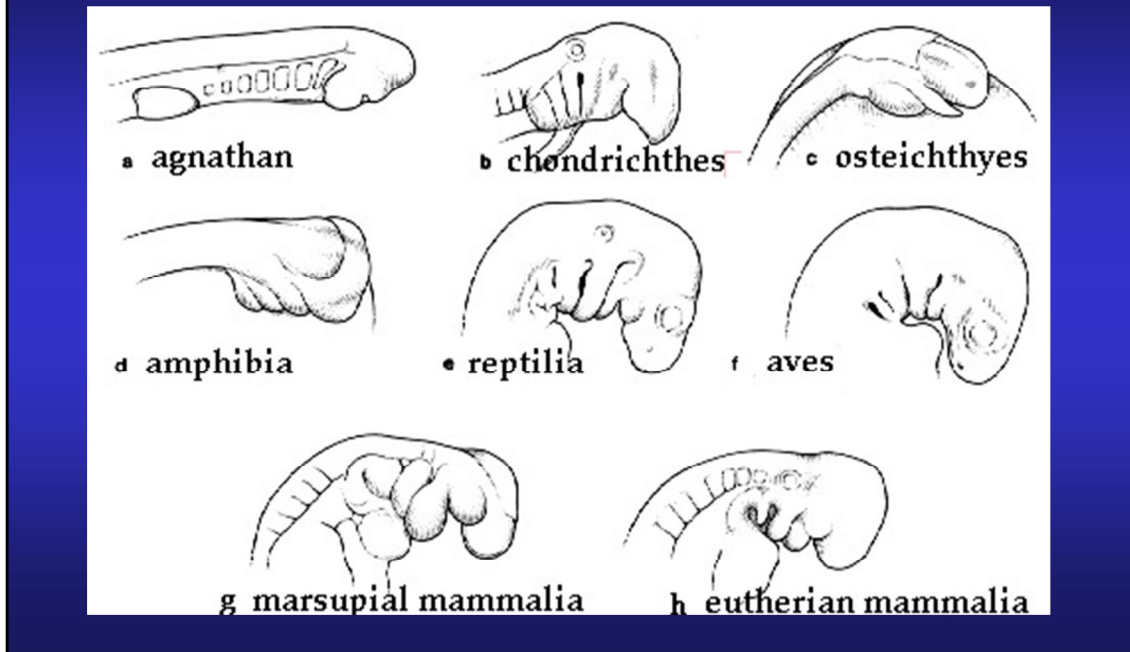 a agnathan
b chondrichthes
c osteichthyes
d amphibia
e reptilia
f aves
g marsupial mammalia
h eutherian mammalia